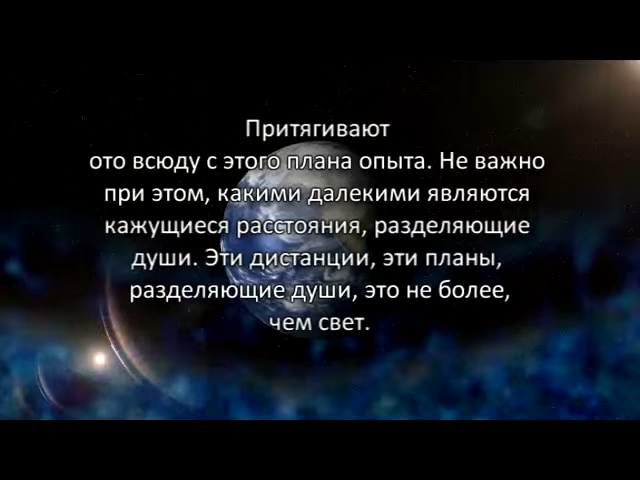 Притягивают
ото всюду с этого плана опыта. Не важно
при этом, какими далекими являются
кажущиеся расстояния, разделяющие
души. Эти дистанции, эти планы,
разделяющие души, это не более,
чем свет.